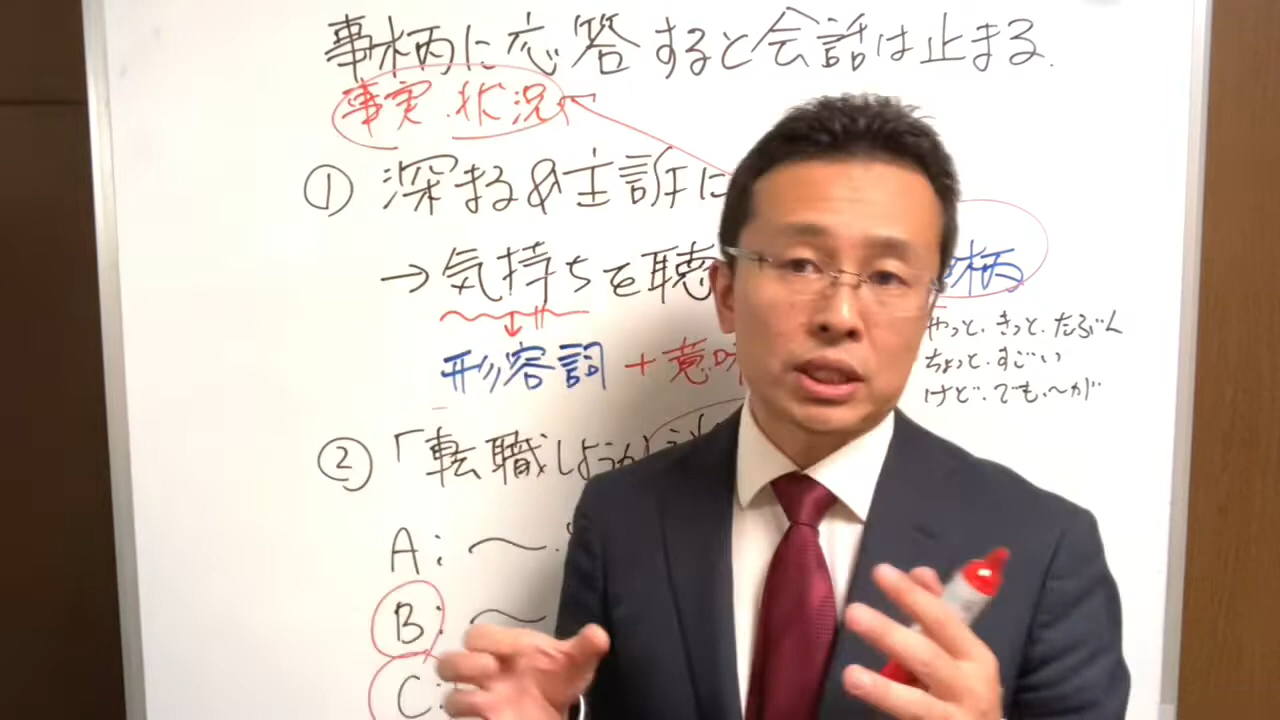 事柄に応答すると会話は止まる.
事実.状況
① 深まる&主訴に
→気持ちを聴 柄
やっと、きっと、たぶん
ちょっと、すごい
形容詞+意味
けど、でも、〜が
② 「転職しようか
A:〜
B:〜
C: